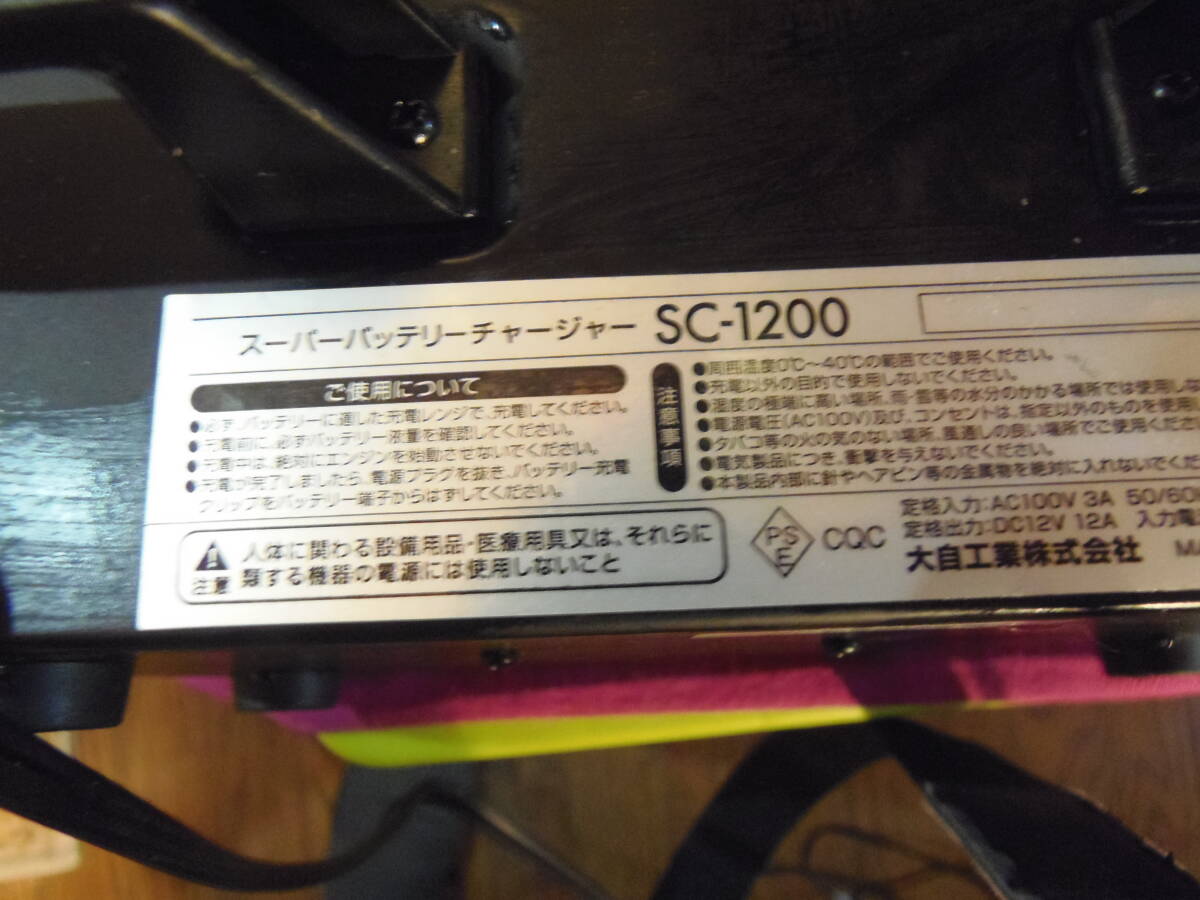 スーパーバッテリーチャージャー SC-1200
ご使用について
●必ず、バッテリーに適した充電レンジで、充電してください。
●充電前に、必ずバッテリー液量を確認してください。
●充電中は、絶対にエンジンを始動させないでください。
●充電が完了しましたら、電源プラグを抜き、バッテリー充電
クリップをバッテリー端子からはずしてください。
注意事項
●周囲温度0℃〜40℃の範囲でご使用ください。
●充電以外の目的で使用しないでください。
●温度の極端に高い場所、雨・雪等の水分のかかる場所では使用しな
●電源電圧(AC100V)及び、コンセントは、指定以外のものを使用
●タバコ等の火の気のない場所、風通しの良い場所でご使用くだ
●電気製品につき、衝撃を与えないでください。
●本製品内部に針やヘアピン等の金属物を絶対に入れないでくだ
注意
人体に関わる設備用品・医療用具又は、それらに
類する機器の電源には使用しないこと
PS
E
CQC
定格入力:AC100V 3A 50/60
定格出力:DC12V 12A 入力電
大自工業株式会社